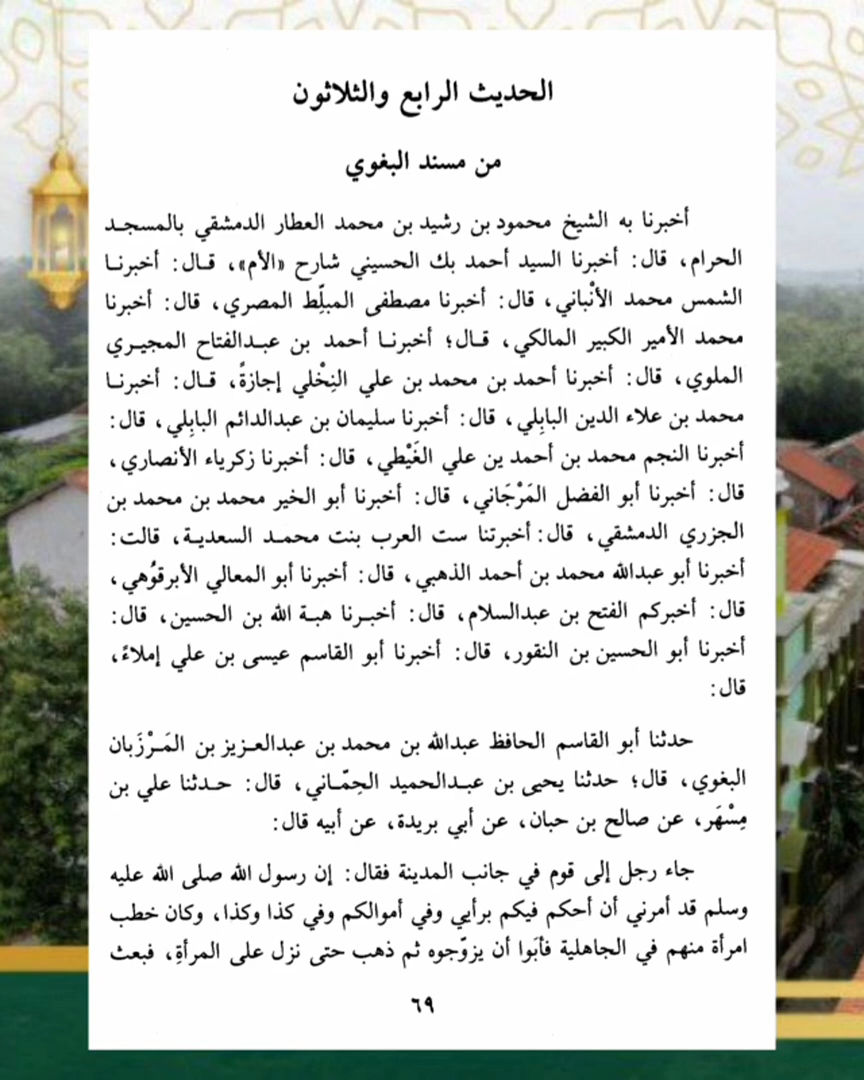 الحديث الرابع والثلاثون
من مسند البغوي
أخبرنا به الشيخ محمود بن رشيد بن محمد العطار الدمشقي بالمسجد
الحرام، قال: أخبرنا السيد أحمد بك الحسيني شارح «الأم»، قال: أخبرنا
الشمس محمد الأنْباني، قال: أخبرنا مصطفى المبلِّط المصري، قال: أخبرنا
محمد الأمير الكبير المالكي، قال؛ أخبرنا أحمد بن عبدالفتاح المجيري
الملوي، قال: أخبرنا أحمد بن محمد بن علي النِخْلي إجازةً، قال: أخبرنا
محمد بن علاء الدين البابِلي، قال: أخبرنا سليمان بن عبدالدائم البابِلي، قال:
أخبرنا النجم محمد بن أحمد ين علي الغَيْطي، قال: أخبرنا زكرياء الأنصاري،
قال: أخبرنا أبو الفضل المَرْجَاني، قال: أخبرنا أبو الخير محمد بن محمد بن
الجزري الدمشقي، قال: أخبرتنا ست العرب بنت محمد السعدية، قالت:
أخبرنا أبو عبدالله محمد بن أحمد الذهبي، قال: أخبرنا أبو المعالي الأبرقُوهي،
قال: أخبركم الفتح بن عبدالسلام، قال: أخبرنا هبة الله بن الحسين، قال:
أخبرنا أبو الحسين بن النقور، قال: أخبرنا أبو القاسم عيسى بن علي إملاءً،
قال:
حدثنا أبو القاسم الحافظ عبدالله بن محمد بن عبدالعزيز بن المَرْزَبان
البغوي، قال؛ حدثنا يحيى بن عبدالحميد الحِمّاني، قال: حدثنا علي بن
مِسْهَر، عن صالح بن حبان، عن أبي بريدة، عن أبيه قال:
جاء رجل إلى قوم في جانب المدينة فقال: إن رسول الله صلى الله عليه
وسلم قد أمرني أن أحكم فيكم برأيي وفي أموالكم وفي كذا وكذا، وكان خطب
امرأة منهم في الجاهلية فأبَوا أن يزوّجوه ثم ذهب حتى نزل على المرأةِ، فبعث
٦٩